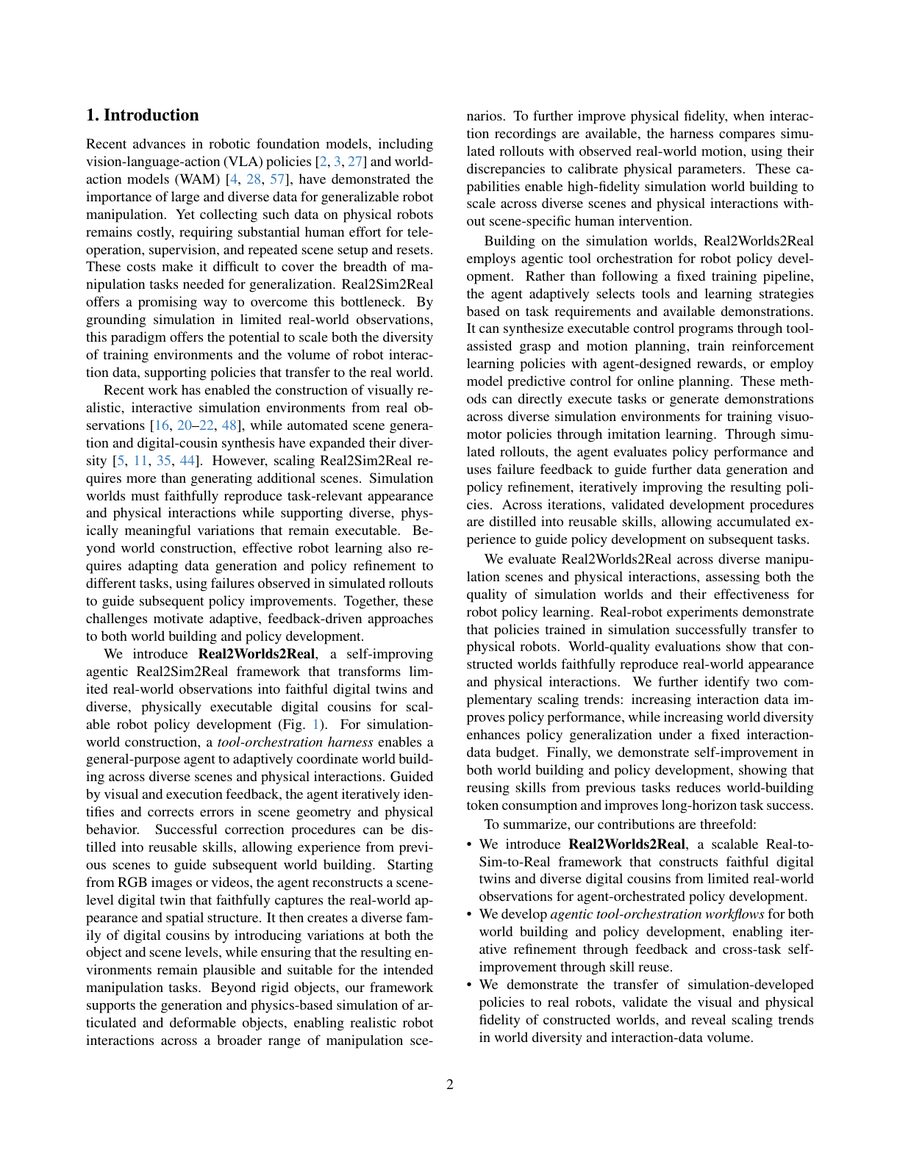 1. Introduction
Recent advances in robotic foundation models, including
vision-language-action (VLA) policies [2, 3, 27] and world-
action models (WAM) [4, 28, 57], have demonstrated the
importance of large and diverse data for generalizable robot
manipulation. Yet collecting such data on physical robots
remains costly, requiring substantial human effort for tele-
operation, supervision, and repeated scene setup and resets.
These costs make it difficult to cover the breadth of ma-
nipulation tasks needed for generalization. Real2Sim2Real
offers a promising way to overcome this bottleneck. By
grounding simulation in limited real-world observations,
this paradigm offers the potential to scale both the diversity
of training environments and the volume of robot interac-
tion data, supporting policies that transfer to the real world.
Recent work has enabled the construction of visually re-
alistic, interactive simulation environments from real ob-
servations [16, 20–22, 48], while automated scene genera-
tion and digital-cousin synthesis have expanded their diver-
sity [5, 11, 35, 44]. However, scaling Real2Sim2Real re-
quires more than generating additional scenes. Simulation
worlds must faithfully reproduce task-relevant appearance
and physical interactions while supporting diverse, phys-
ically meaningful variations that remain executable. Be-
yond world construction, effective robot learning also re-
quires adapting data generation and policy refinement to
different tasks, using failures observed in simulated rollouts
to guide subsequent policy improvements. Together, these
challenges motivate adaptive, feedback-driven approaches
to both world building and policy development.
We introduce Real2Worlds2Real, a self-improving
agentic Real2Sim2Real framework that transforms lim-
ited real-world observations into faithful digital twins and
diverse, physically executable digital cousins for scal-
able robot policy development (Fig. 1). For simulation-
world construction, a tool-orchestration harness enables a
general-purpose agent to adaptively coordinate world build-
ing across diverse scenes and physical interactions. Guided
by visual and execution feedback, the agent iteratively iden-
tifies and corrects errors in scene geometry and physical
behavior. Successful correction procedures can be dis-
tilled into reusable skills, allowing experience from previ-
ous scenes to guide subsequent world building. Starting
from RGB images or videos, the agent reconstructs a scene-
level digital twin that faithfully captures the real-world ap-
pearance and spatial structure. It then creates a diverse fam-
ily of digital cousins by introducing variations at both the
object and scene levels, while ensuring that the resulting en-
vironments remain plausible and suitable for the intended
manipulation tasks. Beyond rigid objects, our framework
supports the generation and physics-based simulation of ar-
ticulated and deformable objects, enabling realistic robot
interactions across a broader range of manipulation sce-
narios. To further improve physical fidelity, when interac-
tion recordings are available, the harness compares simu-
lated rollouts with observed real-world motion, using their
discrepancies to calibrate physical parameters. These ca-
pabilities enable high-fidelity simulation world building to
scale across diverse scenes and physical interactions with-
out scene-specific human intervention.
Building on the simulation worlds, Real2Worlds2Real
employs agentic tool orchestration for robot policy devel-
opment. Rather than following a fixed training pipeline,
the agent adaptively selects tools and learning strategies
based on task requirements and available demonstrations.
It can synthesize executable control programs through tool-
assisted grasp and motion planning, train reinforcement
learning policies with agent-designed rewards, or employ
model predictive control for online planning. These meth-
ods can directly execute tasks or generate demonstrations
across diverse simulation environments for training visuo-
motor policies through imitation learning. Through simu-
lated rollouts, the agent evaluates policy performance and
uses failure feedback to guide further data generation and
policy refinement, iteratively improving the resulting poli-
cies. Across iterations, validated development procedures
are distilled into reusable skills, allowing accumulated ex-
perience to guide policy development on subsequent tasks.
We evaluate Real2Worlds2Real across diverse manipu-
lation scenes and physical interactions, assessing both the
quality of simulation worlds and their effectiveness for
robot policy learning. Real-robot experiments demonstrate
that policies trained in simulation successfully transfer to
physical robots. World-quality evaluations show that con-
structed worlds faithfully reproduce real-world appearance
and physical interactions. We further identify two com-
plementary scaling trends: increasing interaction data im-
proves policy performance, while increasing world diversity
enhances policy generalization under a fixed interaction-
data budget. Finally, we demonstrate self-improvement in
both world building and policy development, showing that
reusing skills from previous tasks reduces world-building
token consumption and improves long-horizon task success.
To summarize, our contributions are threefold:
• We introduce Real2Worlds2Real, a scalable Real-to-
Sim-to-Real framework that constructs faithful digital
twins and diverse digital cousins from limited real-world
observations for agent-orchestrated policy development.
• We develop agentic tool-orchestration workflows for both
world building and policy development, enabling iter-
ative refinement through feedback and cross-task self-
improvement through skill reuse.
• We demonstrate the transfer of simulation-developed
policies to real robots, validate the visual and physical
fidelity of constructed worlds, and reveal scaling trends
in world diversity and interaction-data volume.
2